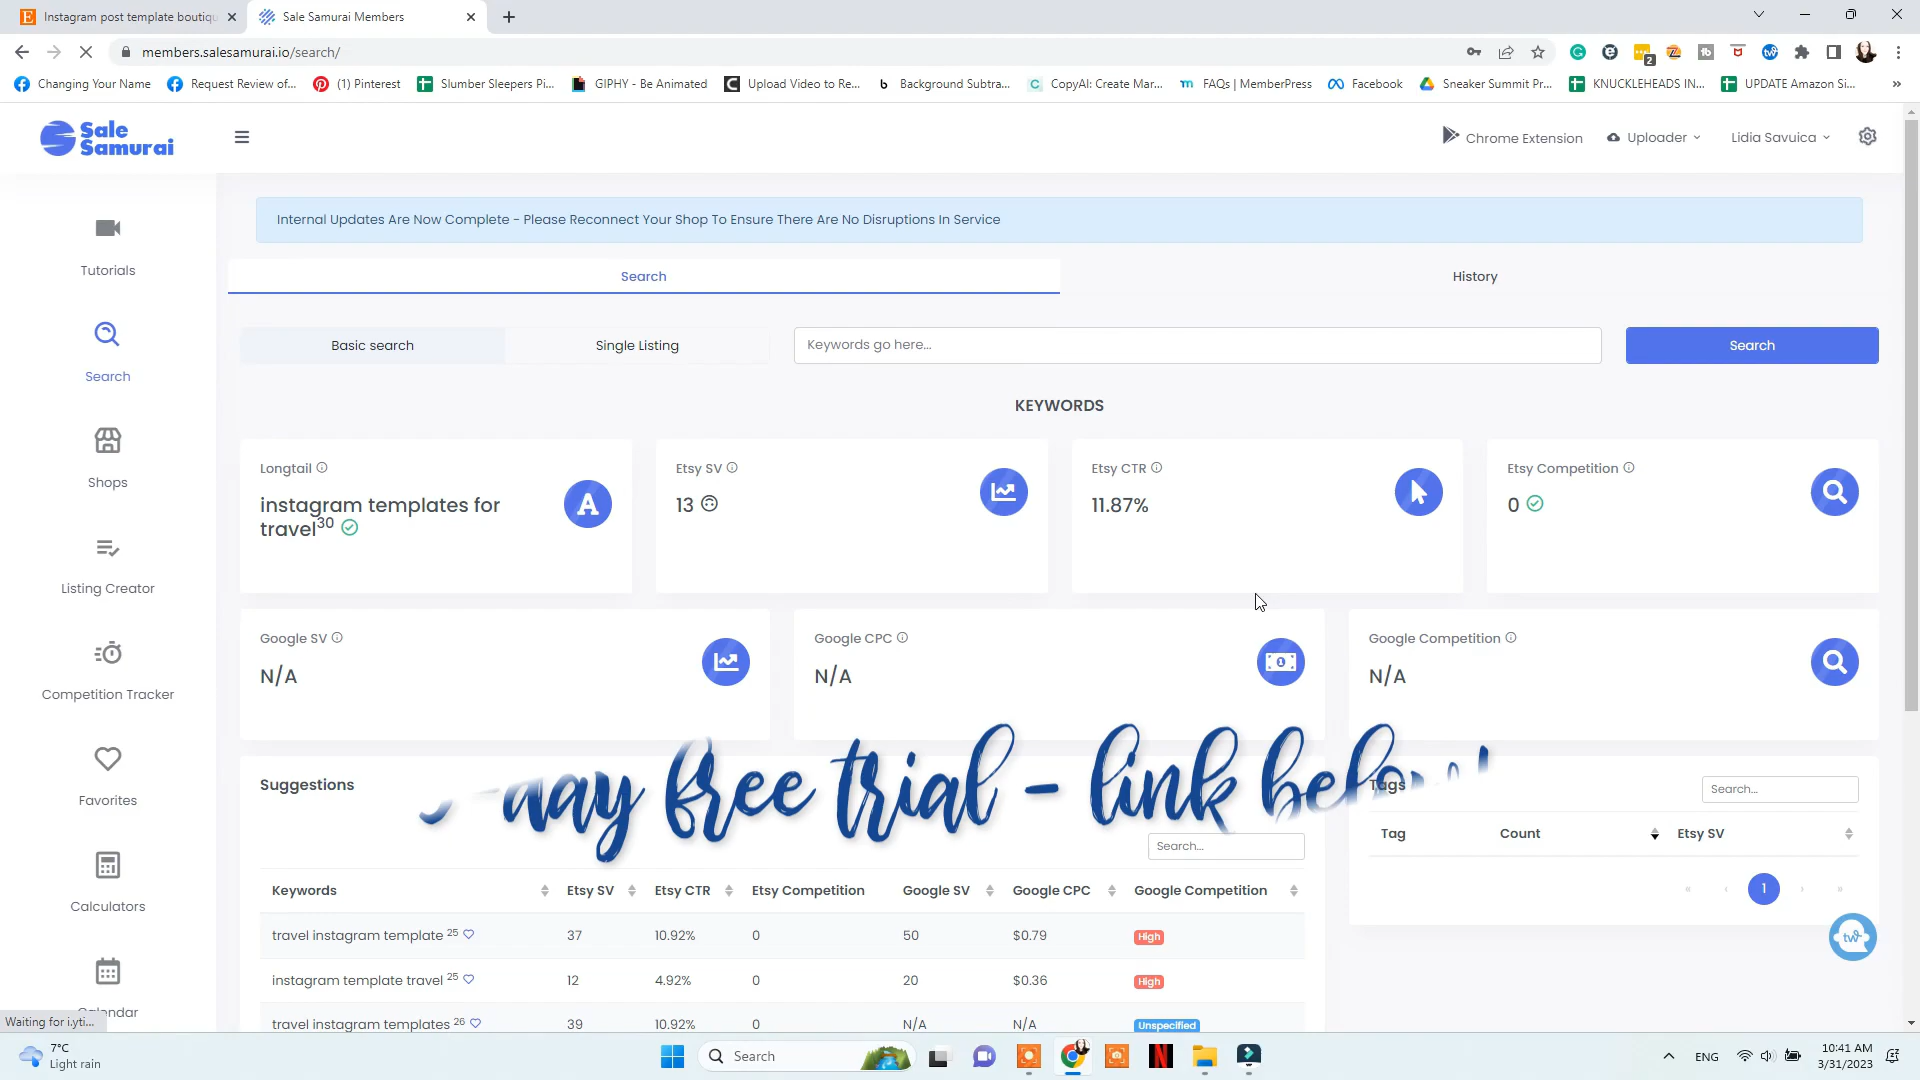 Instagram post template boutiqu
Sale Samurai Members
members.salesamurai.io/search/
2
Changing Your Name
Request Review of...
(1) Pinterest
Slumber Sleepers Pi...
GIPHY - Be Animated
Upload Video to Re...
b Background Subtra...
CopyAI: Create Mar...
FAQs | MemberPress
Facebook
Sneaker Summit Pr...
KNUCKLEHEADS IN...
UPDATE Amazon Si...
Sale
Samurai
Chrome Extension
Uploader
Lidia Savuica
Internal Updates Are Now Complete - Please Reconnect Your Shop To Ensure There Are No Disruptions In Service
Tutorials
Search
Shops
Listing Creator
Competition Tracker
Favorites
Calculators
Search
History
Basic search
Single Listing
Keywords go here...
Search
KEYWORDS
Longtail
instagram templates for
travel30
A
Etsy SV
13
Etsy CTR
11.87%
Etsy Competition
0
Google SV
N/A
Google CPC
N/A
Google Competition
N/A
day free trial - link below!
Suggestions
Search...
Keywords Etsy SV Etsy CTR Etsy Competition Google SV Google CPC Google Competition
travel instagram template 25 37 10.92% 0 50 $0.79 High
instagram template travel 25 12 4.92% 0 20 $0.36 High
travel instagram templates 26 39 10.92% 0 N/A N/A Unspecified
Tags
Search...
Tag Count Etsy SV
« ‹ 1 › »
Waiting for i.yti...
7°C
Light rain
Search
N
ENG
10:41 AM
3/31/2023